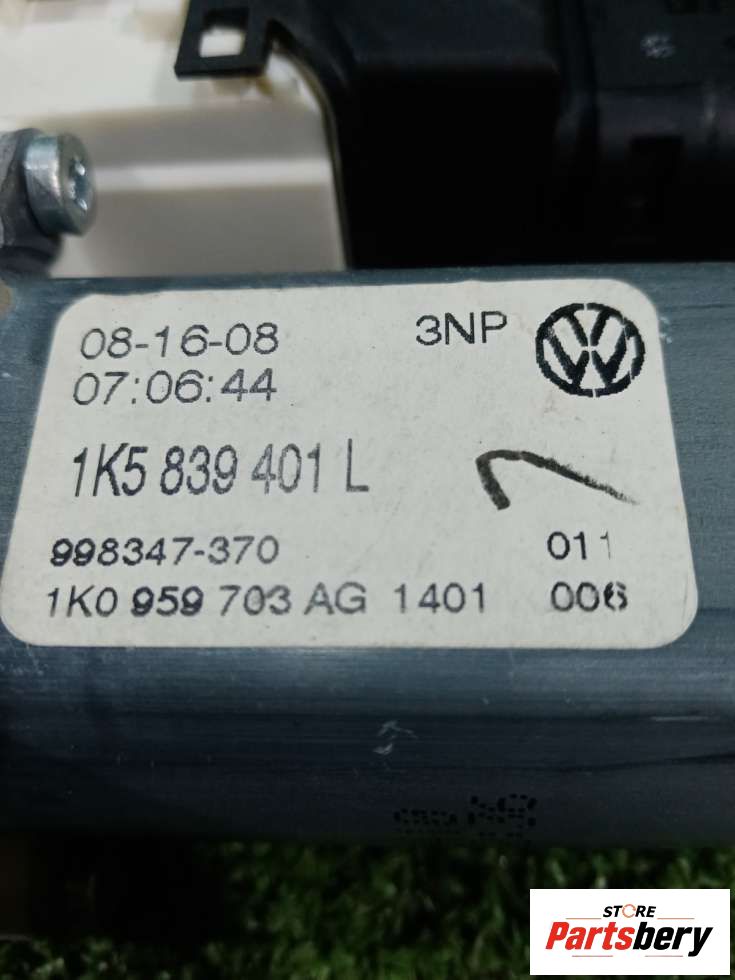 08-16-08 3NP
07:06:44
1K5 839 401 L
998347-370 011
1K0 959 703 AG 1401 006
STORE
Partsbery